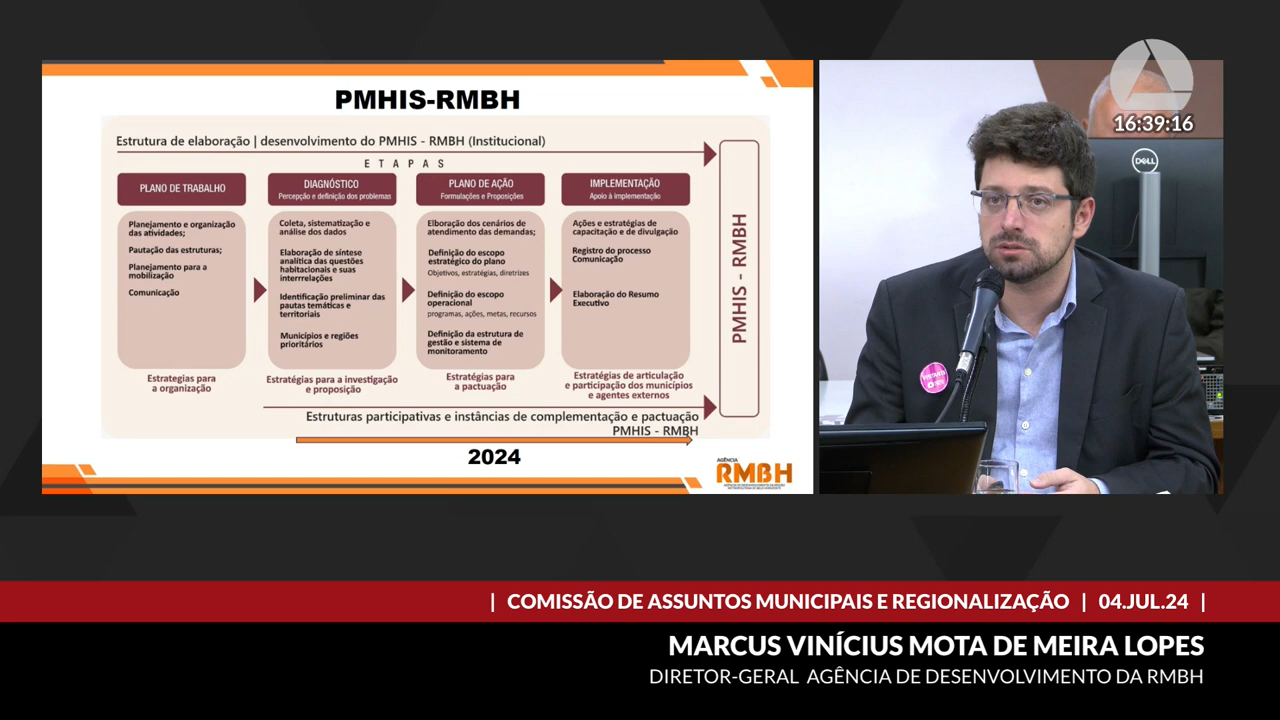 PMHIS-RMBH
Estrutura de elaboração | desenvolvimento do PMHIS - RMBH (Institucional)
E T A P A S
PLANO DE TRABALHO
Planejamento e organização
das atividades;
Pautação das estruturas;
Planejamento para a
mobilização
Comunicação
Estrategias para
a organização
DIAGNÓSTICO
Percepção e definição dos problemas
Coleta, sistematização e
análise dos dados
Elaboração de síntese
analítica das questões
habitacionais e suas
interrrelações
Identificação preliminar das
pautas temáticas e
territoriais
Municípios e regiões
prioritários
Estratégias para a investigação
e proposição
PLANO DE AÇÃO
Formulações e Proposições
Elboração dos cenários de
atendimento das demandas;
Definição do escopo
estratégico do plano
Objetivos, estratégias, diretrizes
Definição do escopo
operacional
programas, ações, metas, recursos
Definição da estrutura de
gestão e sistema de
monitoramento
Estratégias para
a pactuação
IMPLEMENTAÇÃO
Apoio à implementação
Ações e estratégias de
capacitação e de divulgação
Registro do processo
Comunicação
Elaboração do Resumo
Executivo
Estratégias de articulação
e participação dos municípios
e agentes externos
PMHIS - RMBH
Estruturas participativas e instâncias de complementação e pactuação
PMHIS - RMBH
2024
AGÊNCIA
RMBH
16:39:16
DELL
| COMISSÃO DE ASSUNTOS MUNICIPAIS E REGIONALIZAÇÃO | 04.JUL.24 |
MARCUS VINÍCIUS MOTA DE MEIRA LOPES
DIRETOR-GERAL AGÊNCIA DE DESENVOLVIMENTO DA RMBH